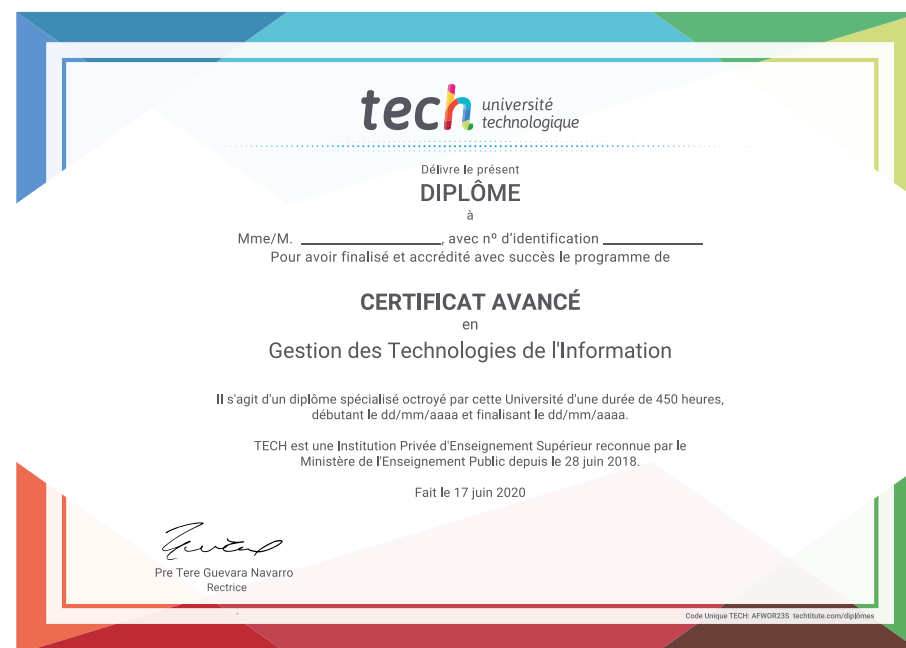 tech université
technologique
Délivre le présent
DIPLÔME
à
Mme/M. ____________________, avec nº d'identification ______________
Pour avoir finalisé et accrédité avec succès le programme de
CERTIFICAT AVANCÉ
en
Gestion des Technologies de l'Information
Il s'agit d'un diplôme spécialisé octroyé par cette Université d'une durée de 450 heures,
débutant le dd/mm/aaaa et finalisant le dd/mm/aaaa.
TECH est une Institution Privée d'Enseignement Supérieur reconnue par le
Ministère de l'Enseignement Public depuis le 28 juin 2018.
Fait le 17 juin 2020
Pre Tere Guevara Navarro
Rectrice
Code Unique TECH: AFWOR23S techtitute.com/diplômes